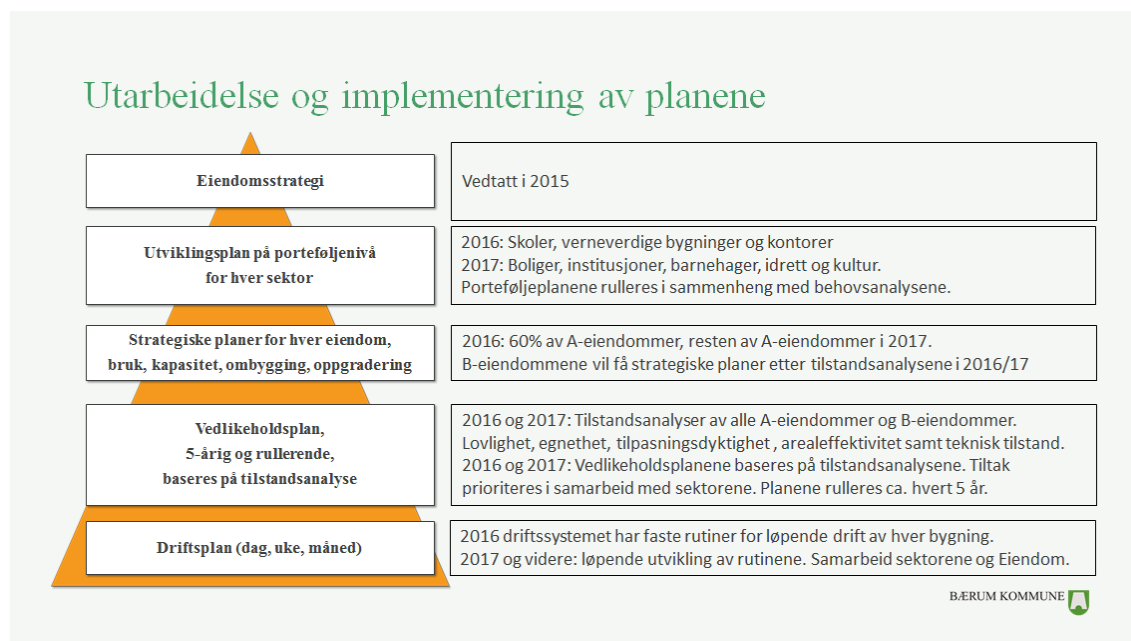 Utarbeidelse og implementering av planene
Eiendomsstrategi
Vedtatt i 2015
Utviklingsplan på porteføljenivå
for hver sektor
2016: Skoler, verneverdige bygninger og kontorer
2017: Boliger, institusjoner, barnehager, idrett og kultur.
Porteføljeplanene rulleres i sammenheng med behovsanalysene.
Strategiske planer for hver eiendom,
bruk, kapasitet, ombygging, oppgradering
2016: 60% av A-eiendommer, resten av A-eiendommer i 2017.
B-eiendommene vil få strategiske planer etter tilstandsanalysene i 2016/17
Vedlikeholdsplan,
5-årig og rullerende,
baseres på tilstandsanalyse
2016 og 2017: Tilstandsanalyser av alle A-eiendommer og B-eiendommer.
Lovlighet, egnethet, tilpasningsdyktighet , arealeffektivitet samt teknisk tilstand.
2016 og 2017: Vedlikeholdsplanene baseres på tilstandsanalysene. Tiltak
prioriteres i samarbeid med sektorene. Planene rulleres ca. hvert 5 år.
Driftsplan (dag, uke, måned)
2016 driftssystemet har faste rutiner for løpende drift av hver bygning.
2017 og videre: løpende utvikling av rutinene. Samarbeid sektorene og Eiendom.
BÆRUM KOMMUNE